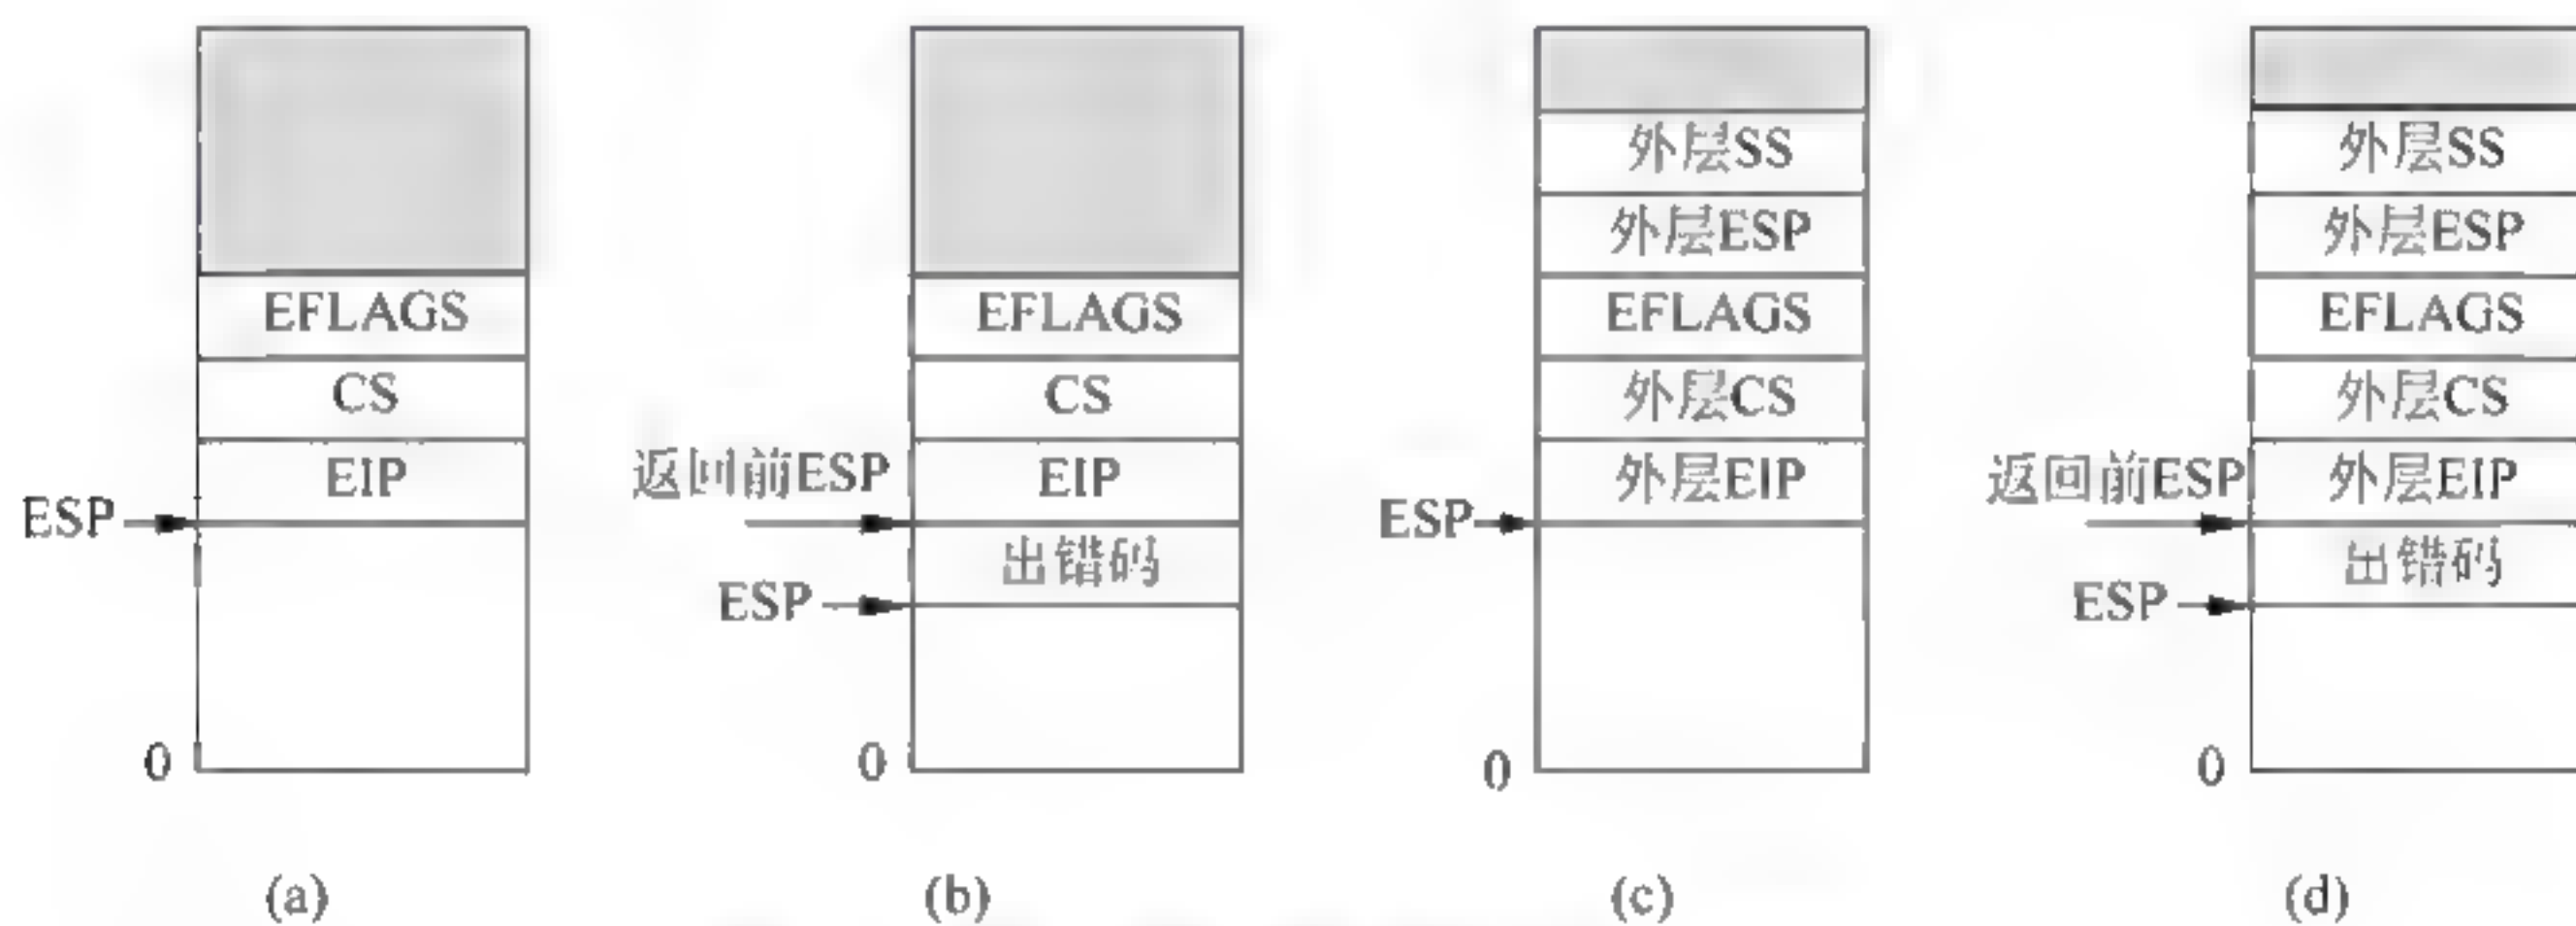 EFLAGS
CS
EIP
ESP
0
(a)
EFLAGS
CS
返回前ESP
EIP
出错码
ESP
0
(b)
外层SS
外层ESP
EFLAGS
外层CS
外层EIP
ESP
0
(c)
外层SS
外层ESP
EFLAGS
外层CS
返回前ESP
外层EIP
出错码
ESP
0
(d)